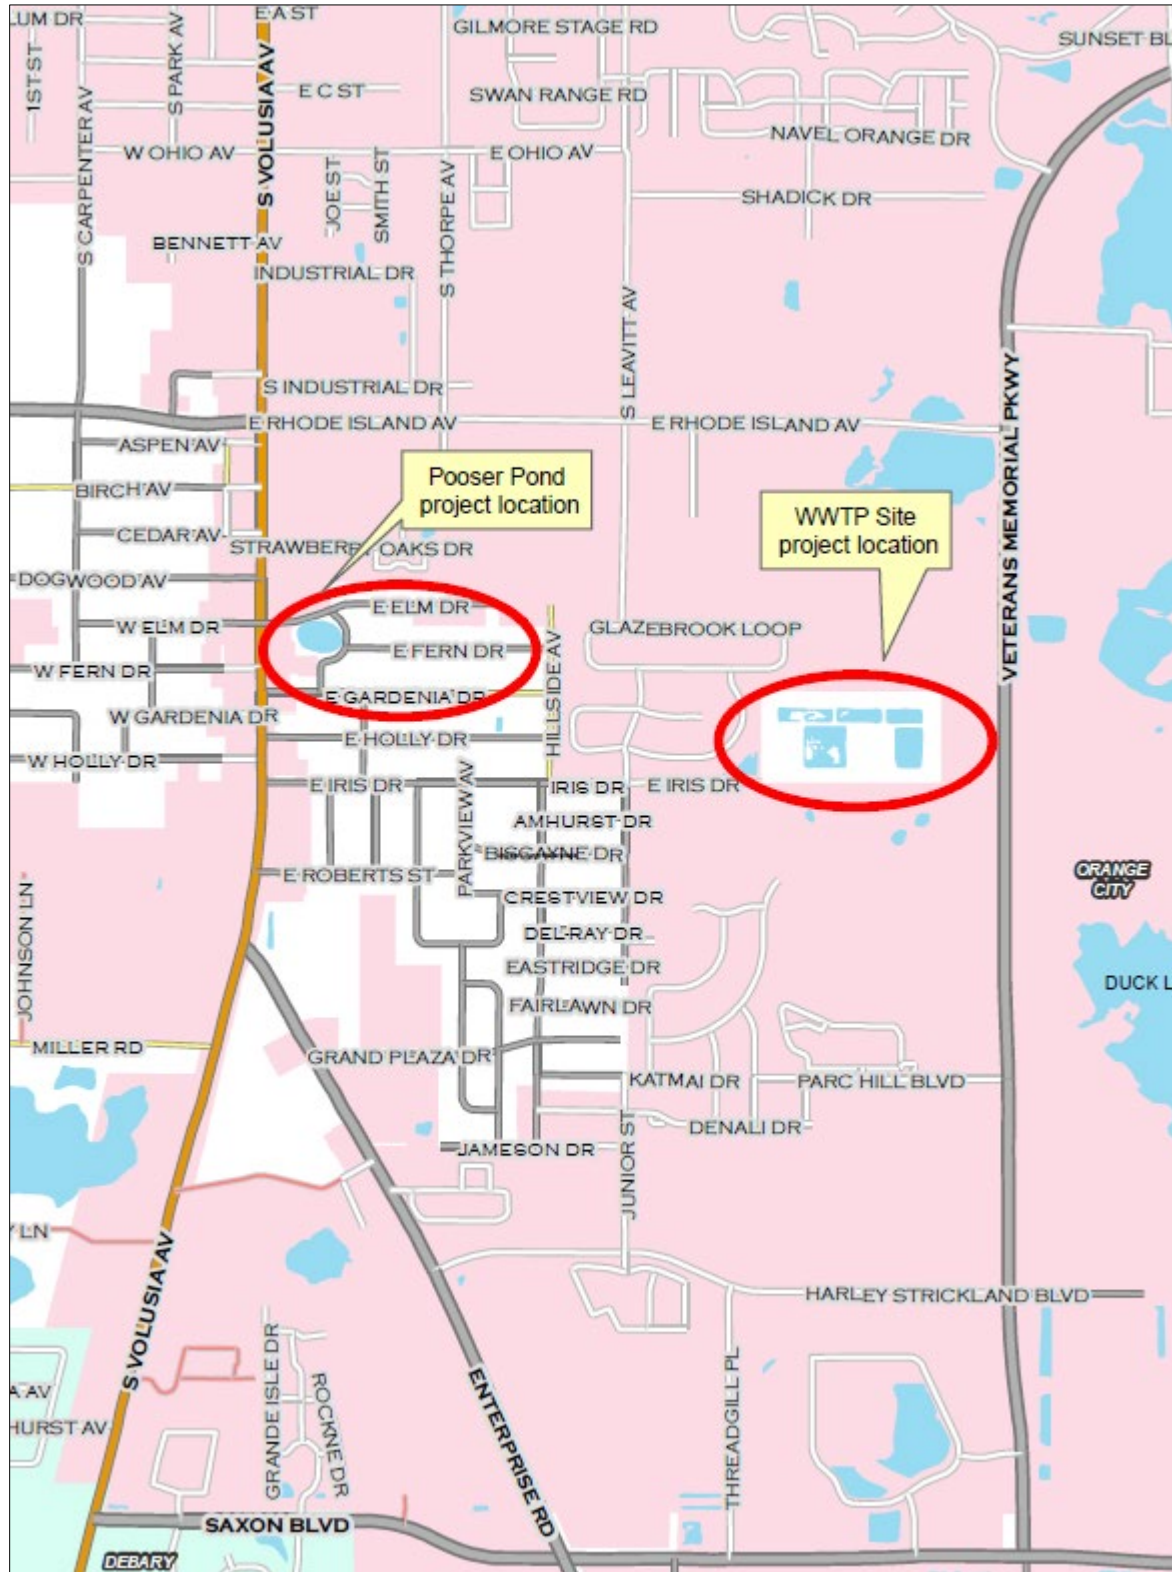 LUM DR
E A ST
GILMORE STAGE RD
SUNSET BL
1ST ST
S PARK AV
S VOLUSIA AV
E C ST
SWAN RANGE RD
S CARPENTER AV
NAVEL ORANGE DR
W OHIO AV
E OHIO AV
JOE ST
SMITH ST
S THORPE AV
SHADICK DR
BENNETT AV
INDUSTRIAL DR
S LEAVITT AV
VETERANS MEMORIAL PKWY
S INDUSTRIAL DR
E RHODE ISLAND AV
E RHODE ISLAND AV
ASPEN AV
Pooser Pond
project location
BIRCH AV
WWTP Site
project location
CEDAR AV
STRAWBERRY OAKS DR
DOGWOOD AV
E ELM DR
W ELM DR
GLAZEBROOK LOOP
E FERN DR
HILLSIDE AV
W FERN DR
E GARDENIA DR
W GARDENIA DR
E HOLLY DR
W HOLLY DR
E IRIS DR
PARKVIEW AV
IRIS DR
E IRIS DR
AMHURST DR
BISCAYNE DR
E ROBERTS ST
ORANGE
CITY
JOHNSON LN
CRESTVIEW DR
DEL-RAY DR
EASTRIDGE DR
DUCK L
FAIRLAWN DR
MILLER RD
GRAND PLAZA DR
KATMAI DR
PARC HILL BLVD
DENALI DR
JAMESON DR
JUNIOR ST
Y LN
S VOLUSIA AV
HARLEY STRICKLAND BLVD
GRANDE ISLE DR
ROCKNE DR
ENTERPRISE RD
THREADGILL PL
A AV
HURST AV
SAXON BLVD
DEBARY